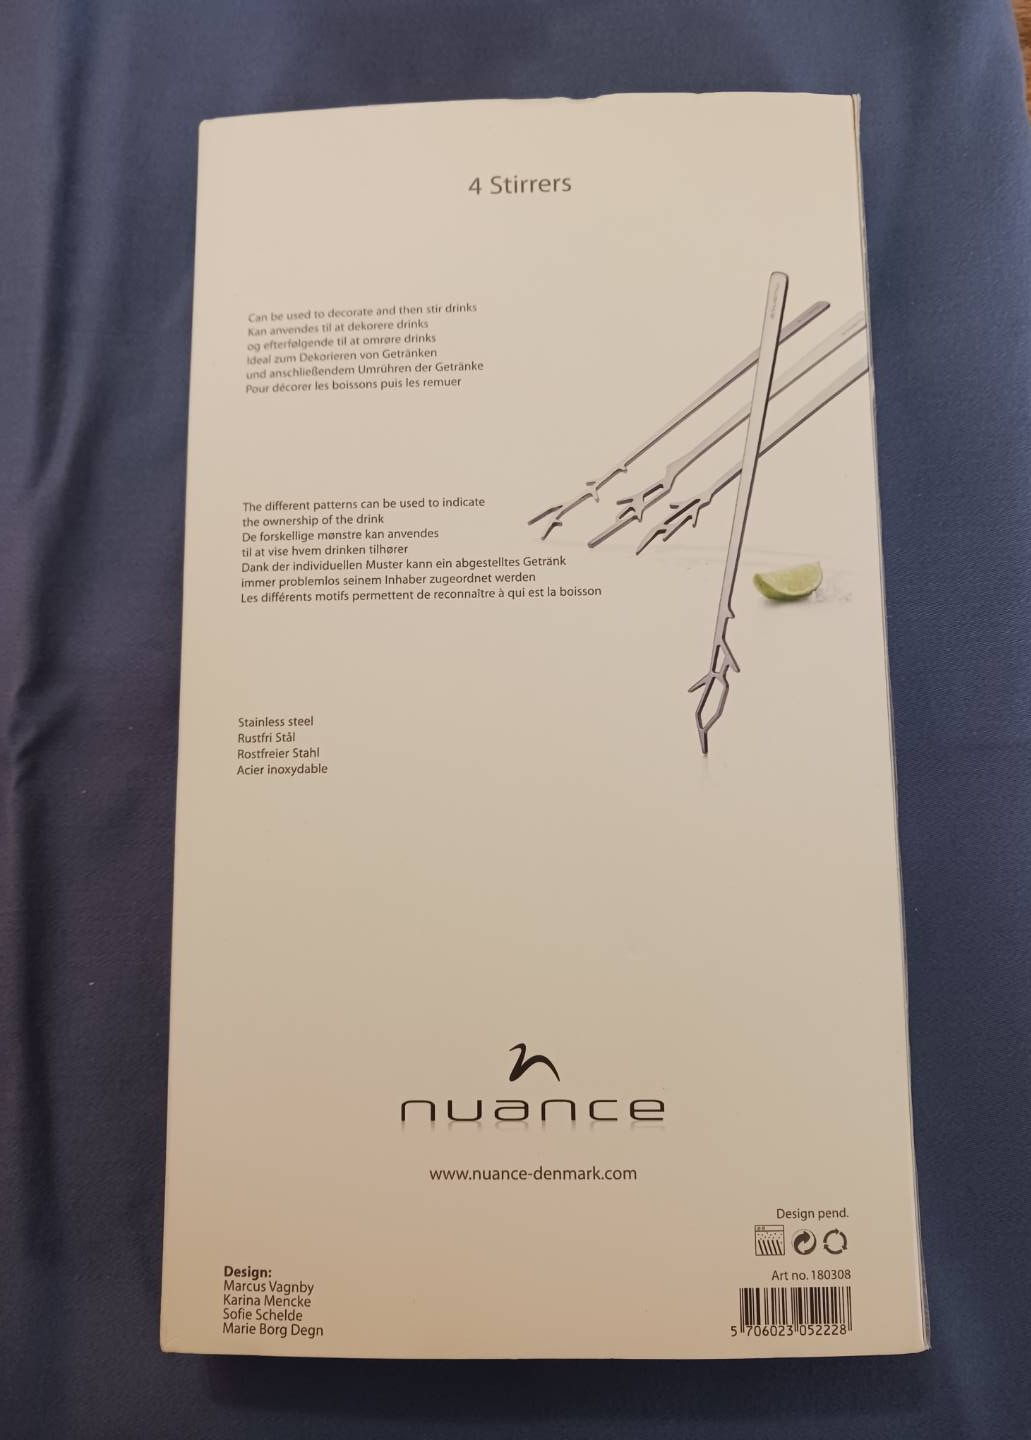 4 Stirrers
Can be used to decorate and then stir drinks
Kan anvendes til at dekorere drinks
og efterfølgende til at omrøre drinks
Ideal zum Dekorieren von Getränken
und anschließendem Umrühren der Getränke
Pour décorer les boissons puis les remuer
The different patterns can be used to indicate
the ownership of the drink
De forskellige mønstre kan anvendes
til at vise hvem drinken tilhører
Dank der individuellen Muster kann ein abgestelltes Getränk
immer problemlos seinem Inhaber zugeordnet werden
Les différents motifs permettent de reconnaître à qui est la boisson
Stainless steel
Rustfri Stål
Rostfreier Stahl
Acier inoxydable
nuance
www.nuance-denmark.com
Design pend.
Art no. 180308
5 706023 052228
Design:
Marcus Vagnby
Karina Mencke
Sofie Schelde
Marie Borg Degn